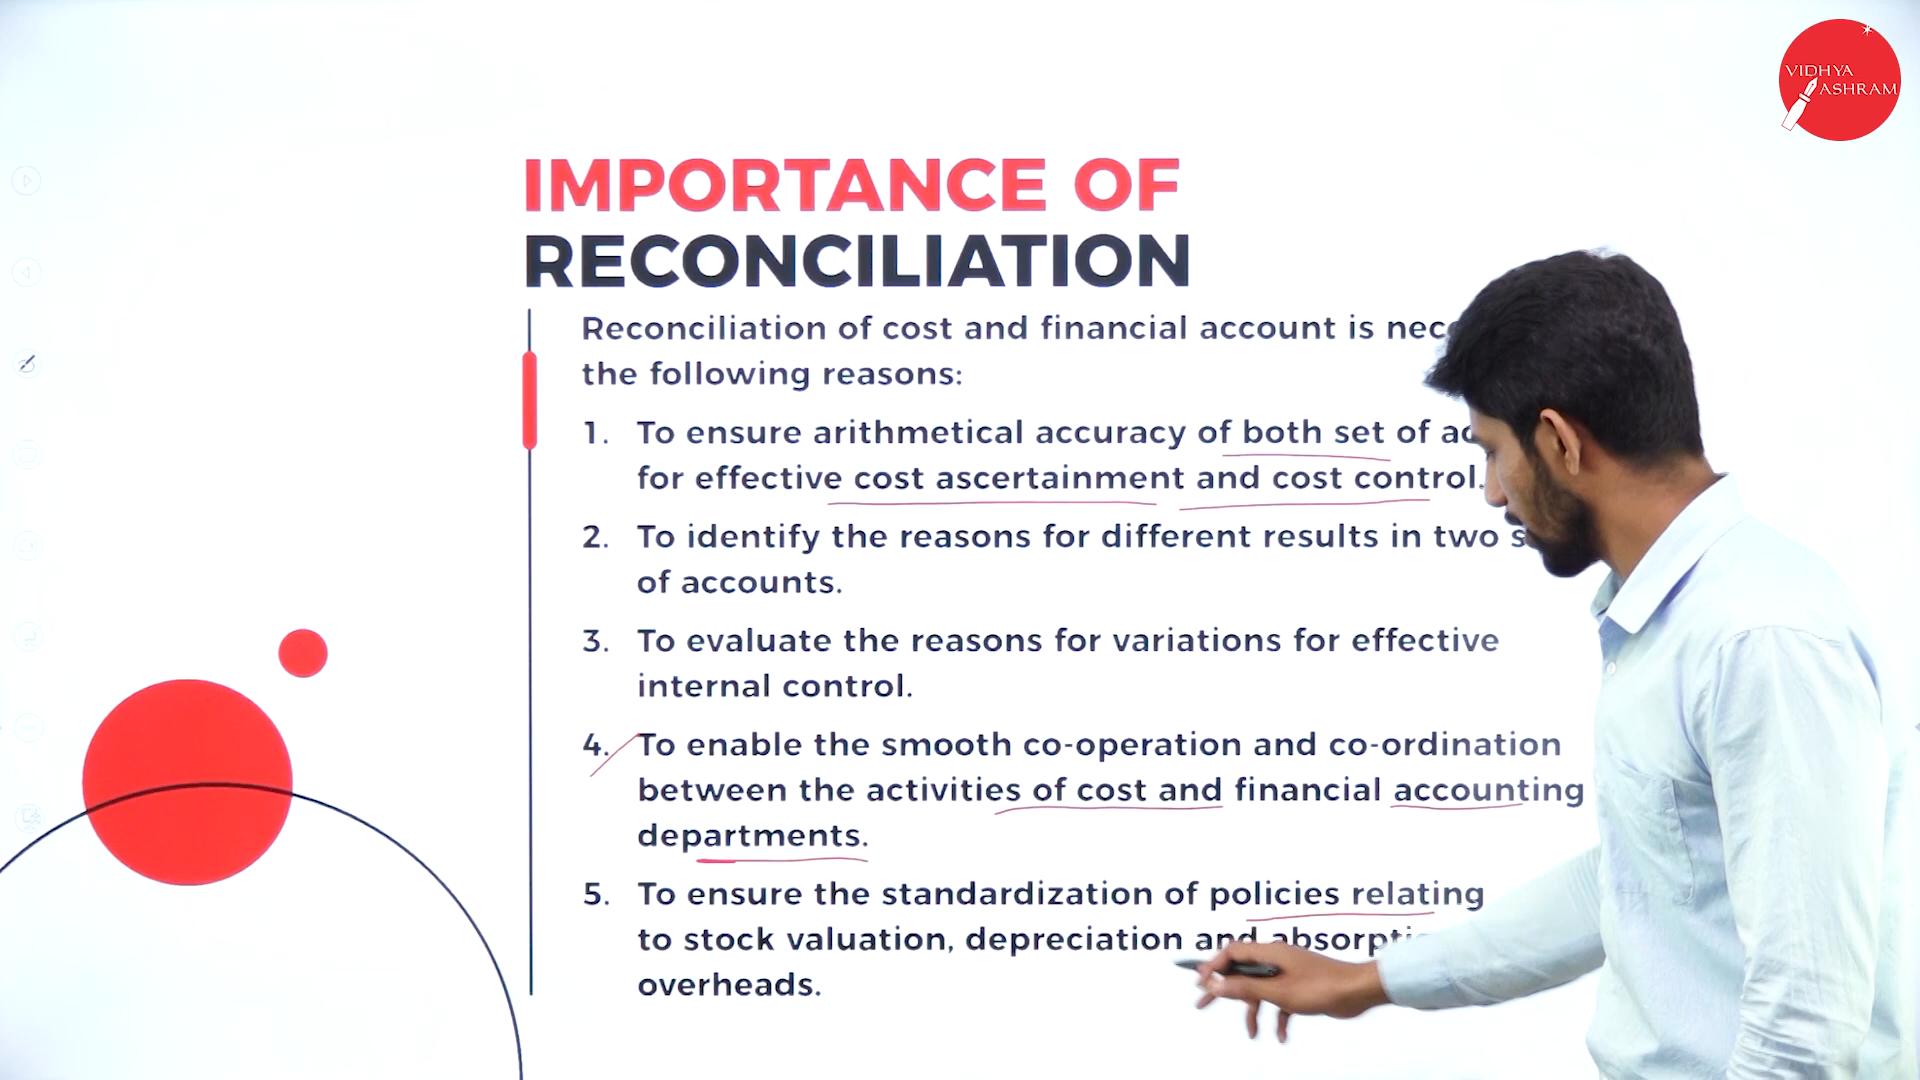 VIDHYA
ASHRAM
IMPORTANCE OF
RECONCILIATION
Reconciliation of cost and financial account is
the following reasons:
1. To ensure arithmetical accuracy of both set of
for effective cost ascertainment and cost control.
2. To identify the reasons for different results in two
of accounts.
3. To evaluate the reasons for variations for effective
internal control.
4. To enable the smooth co-operation and co-ordination
between the activities of cost and financial accounting
departments.
5. To ensure the standardization of policies relating
to stock valuation, depreciation and
overheads.